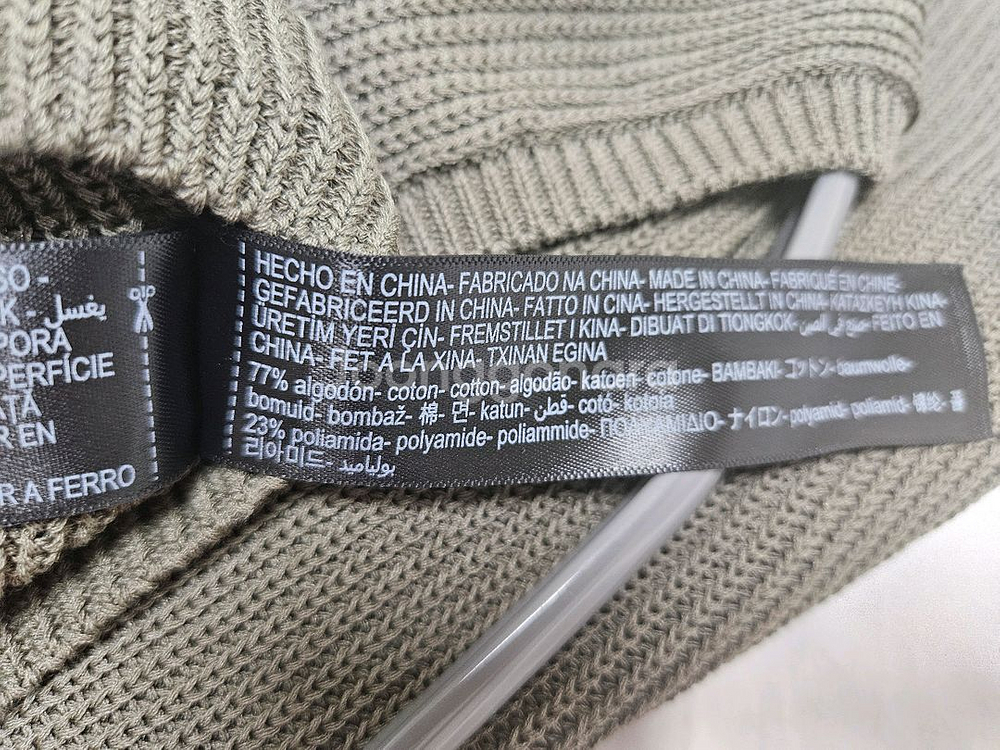 SO-
K- يغسل
PORA
PERFÍCIE
ATA
R EN
R A FERRO
HECHO EN CHINA- FABRICADO NA CHINA- MADE IN CHINA- FABRIQUÉ EN CHINE-
GEFABRICEERD IN CHINA- FATTO IN CINA- HERGESTELLT IN CHINA- ΚΑΤΑΣΚΕΥΗ ΚΙΝΑ-
ÜRETİM YERİ ÇİN- FREMSTILLET I KINA- DIBUAT DI TIONGKOK- صنع في الصين- FEITO EN
CHINA- FET A LA XINA- TXINAN EGINA
77% algodón- coton- cotton- algodão- katoen- cotone- ΒΑΜΒΑΚΙ- コットン- baumwolle-
bomuld- bombaž- 棉- 면- katun- قطن- cotó- kotoia
23% poliamida- polyamide- poliammide- ΠΟΛΥΑΜΙΔΙΟ- ナイロン- polyamid- poliamid- 폴
리아미드- بولياميد